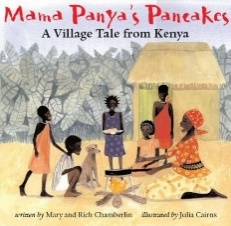 Mama Panya's Pancakes
A Village Tale from Kenya
written by Mary and Rich Chamberlin illustrated by Julia Cairns